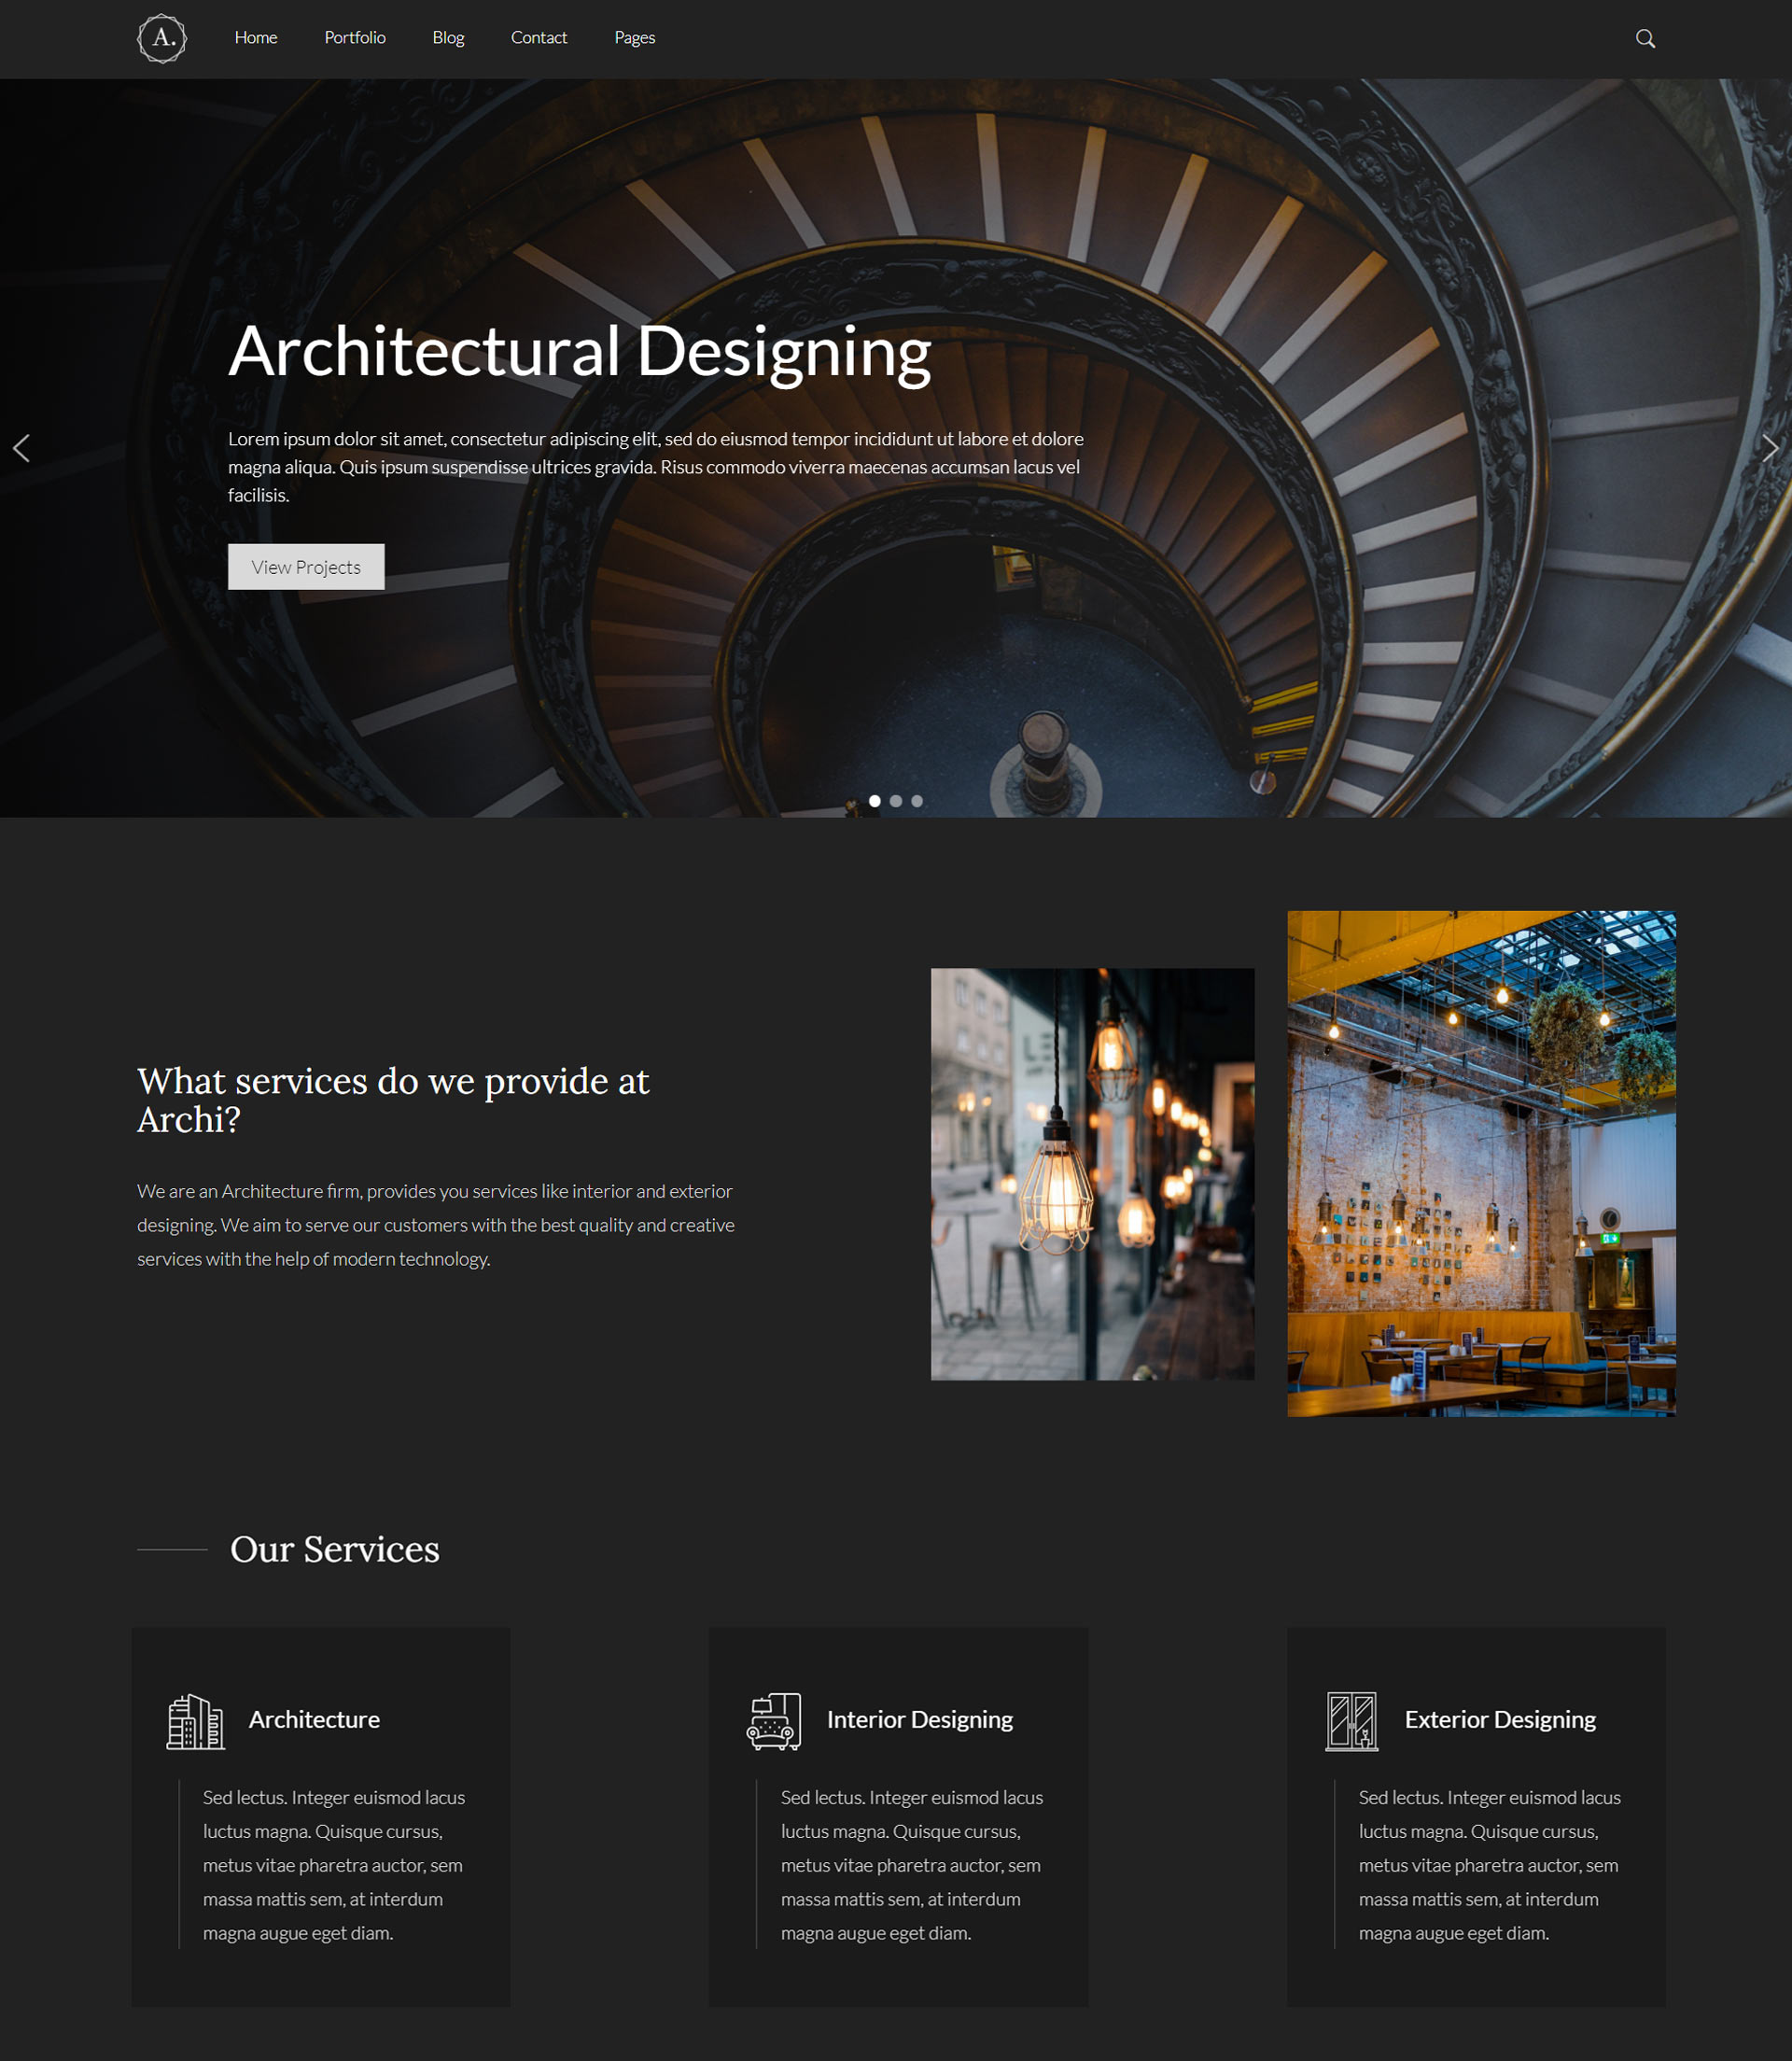 A.
Home
Portfolio
Blog
Contact
Pages
Architectural Designing
Lorem ipsum dolor sit amet, consectetur adipiscing elit, sed do eiusmod tempor incididunt ut labore et dolore
magna aliqua. Quis ipsum suspendisse ultrices gravida. Risus commodo viverra maecenas accumsan lacus vel
facilisis.
View Projects
What services do we provide at
Archi?
We are an Architecture firm, provides you services like interior and exterior
designing. We aim to serve our customers with the best quality and creative
services with the help of modern technology.
Our Services
Architecture
Sed lectus. Integer euismod lacus
luctus magna. Quisque cursus,
metus vitae pharetra auctor, sem
massa mattis sem, at interdum
magna augue eget diam.
Interior Designing
Sed lectus. Integer euismod lacus
luctus magna. Quisque cursus,
metus vitae pharetra auctor, sem
massa mattis sem, at interdum
magna augue eget diam.
Exterior Designing
Sed lectus. Integer euismod lacus
luctus magna. Quisque cursus,
metus vitae pharetra auctor, sem
massa mattis sem, at interdum
magna augue eget diam.